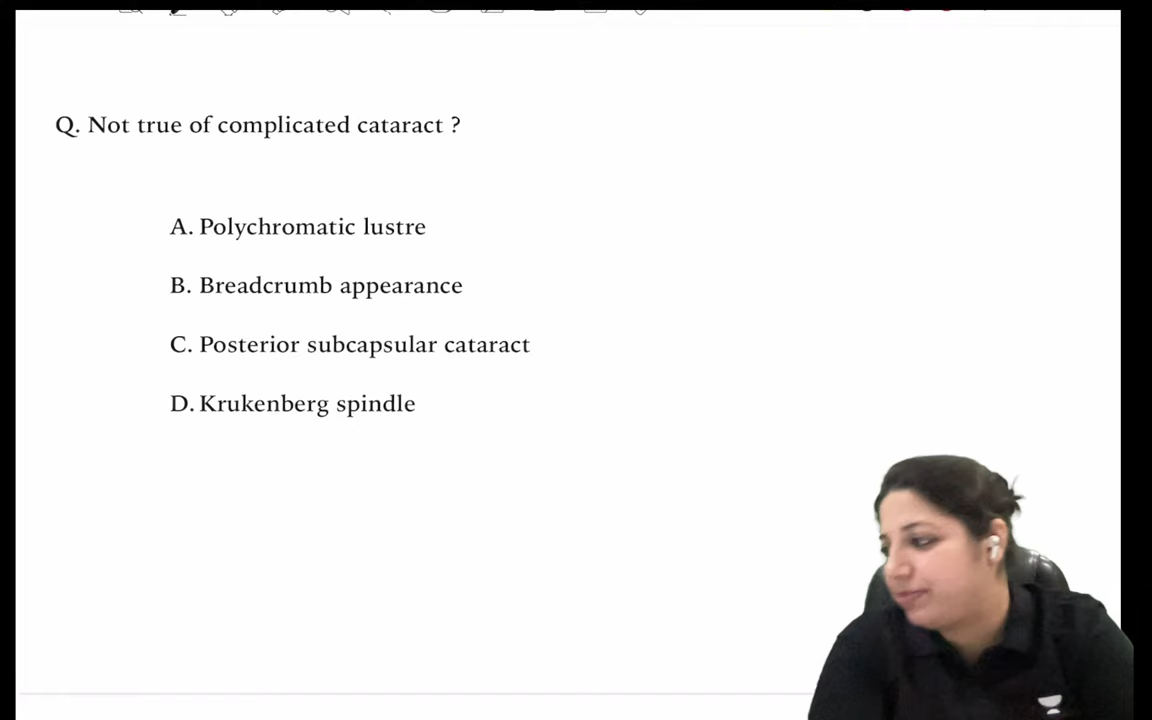 Q. Not true of complicated cataract ?
A. Polychromatic lustre
B. Breadcrumb appearance
C. Posterior subcapsular cataract
D. Krukenberg spindle